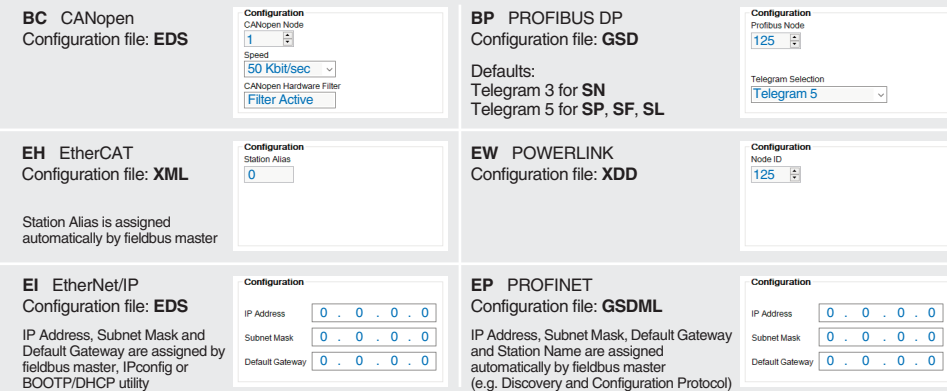 BC CANopen
Configuration file: EDS
Configuration
CANopen Node
1
Speed
50 Kbit/sec
CANopen Hardware Filter
Filter Active
BP PROFIBUS DP
Configuration file: GSD
Defaults:
Telegram 3 for SN
Telegram 5 for SP, SF, SL
Configuration
Profibus Node
125
Telegram Selection
Telegram 5
EH EtherCAT
Configuration file: XML
Station Alias is assigned
automatically by fieldbus master
Configuration
Station Alias
0
EW POWERLINK
Configuration file: XDD
Configuration
Node ID
125
EI EtherNet/IP
Configuration file: EDS
IP Address, Subnet Mask and
Default Gateway are assigned by
fieldbus master, IPconfig or
BOOTP/DHCP utility
Configuration
IP Address 0 . 0 . 0 . 0
Subnet Mask 0 . 0 . 0 . 0
Default Gateway 0 . 0 . 0 . 0
EP PROFINET
Configuration file: GSDML
IP Address, Subnet Mask, Default Gateway
and Station Name are assigned
automatically by fieldbus master
(e.g. Discovery and Configuration Protocol)
Configuration
IP Address 0 . 0 . 0 . 0
Subnet Mask 0 . 0 . 0 . 0
Default Gateway 0 . 0 . 0 . 0